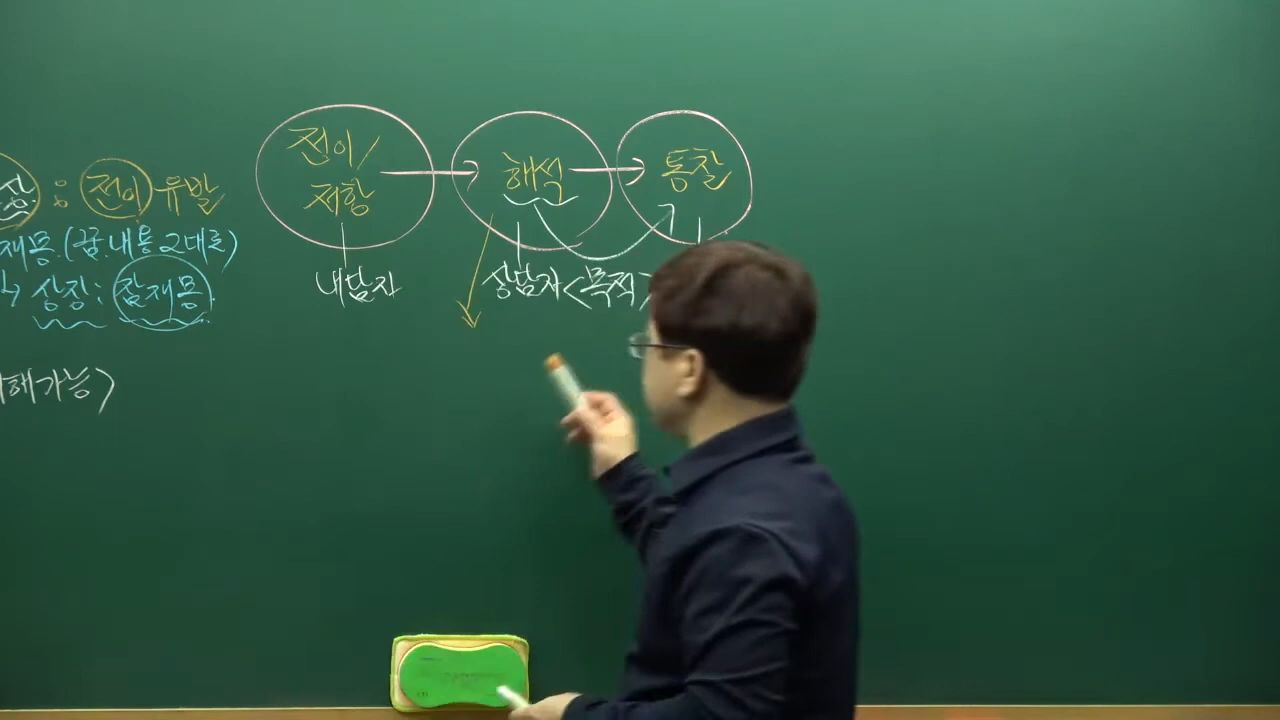 : 전이 유발
재몽.(꿈.내용 그대로)
↳ 상징: 잠재몽
해가능>
전이/
저항
→ 해석 → 통찰
내담자
상담자<목적